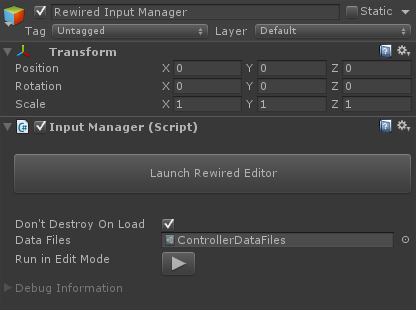 Rewired Input Manager Static
Tag Untagged Layer Default
Transform
Position X 0 Y 0 Z 0
Rotation X 0 Y 0 Z 0
Scale X 1 Y 1 Z 1
Input Manager (Script)
Launch Rewired Editor
Don't Destroy On Load
Data Files ControllerDataFiles
Run in Edit Mode
Debug Information